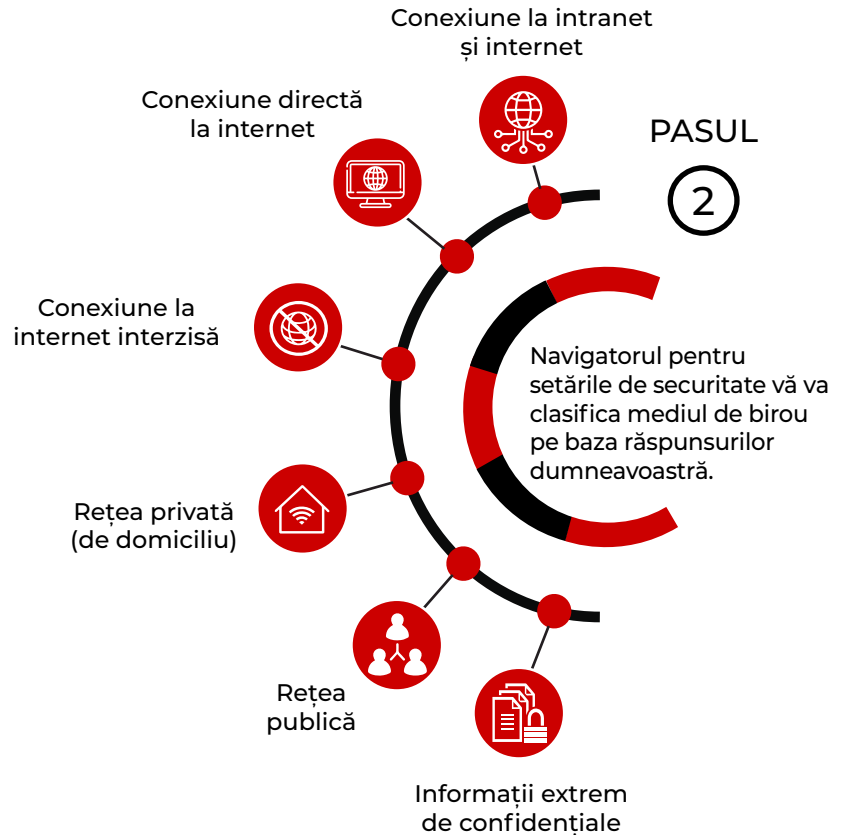 Conexiune la intranet
și internet
Conexiune directă
la internet
PASUL
2
Conexiune la
internet interzisă
Navigatorul pentru
setările de securitate vă va
clasifica mediul de birou
pe baza răspunsurilor
dumneavoastră.
Rețea privată
(de domiciliu)
Rețea
publică
Informații extrem
de confidențiale